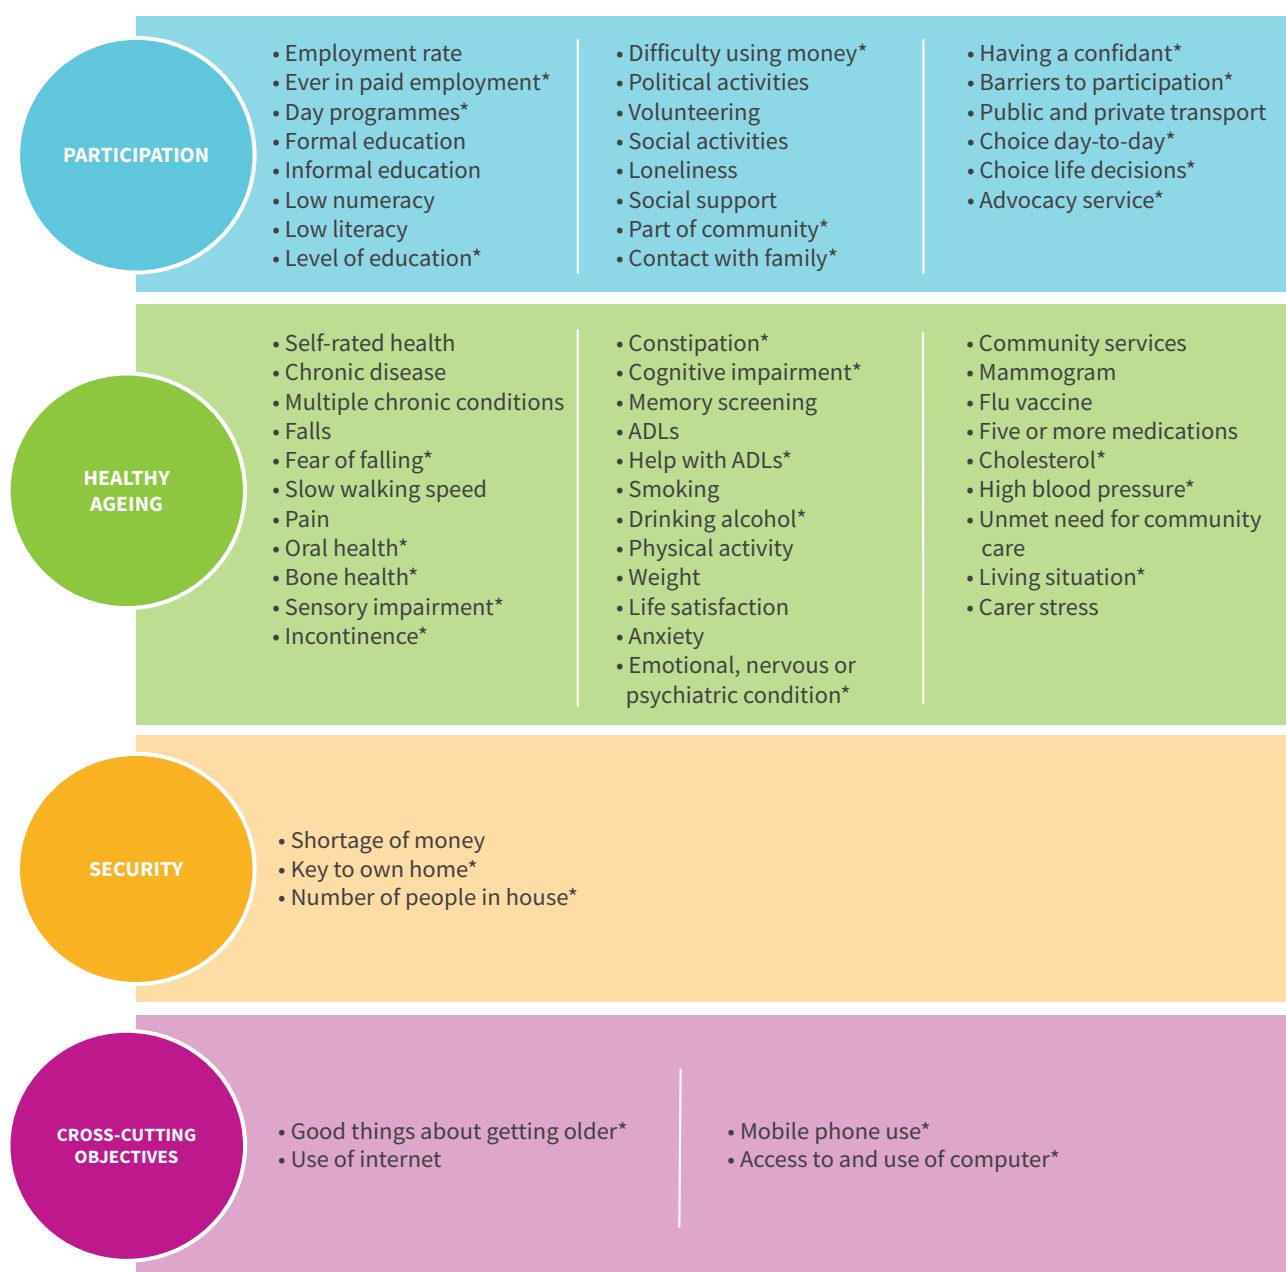 PARTICIPATION
• Employment rate
• Ever in paid employment*
• Day programmes*
• Formal education
• Informal education
• Low numeracy
• Low literacy
• Level of education*
• Difficulty using money*
• Political activities
• Volunteering
• Social activities
• Loneliness
• Social support
• Part of community*
• Contact with family*
• Having a confidant*
• Barriers to participation*
• Public and private transport
• Choice day-to-day*
• Choice life decisions*
• Advocacy service*
HEALTHY
AGEING
• Self-rated health
• Chronic disease
• Multiple chronic conditions
• Falls
• Fear of falling*
• Slow walking speed
• Pain
• Oral health*
• Bone health*
• Sensory impairment*
• Incontinence*
• Constipation*
• Cognitive impairment*
• Memory screening
• ADLs
• Help with ADLs*
• Smoking
• Drinking alcohol*
• Physical activity
• Weight
• Life satisfaction
• Anxiety
• Emotional, nervous or
psychiatric condition*
• Community services
• Mammogram
• Flu vaccine
• Five or more medications
• Cholesterol*
• High blood pressure*
• Unmet need for community
care
• Living situation*
• Carer stress
SECURITY
• Shortage of money
• Key to own home*
• Number of people in house*
CROSS-CUTTING
OBJECTIVES
• Good things about getting older*
• Use of internet
• Mobile phone use*
• Access to and use of computer*